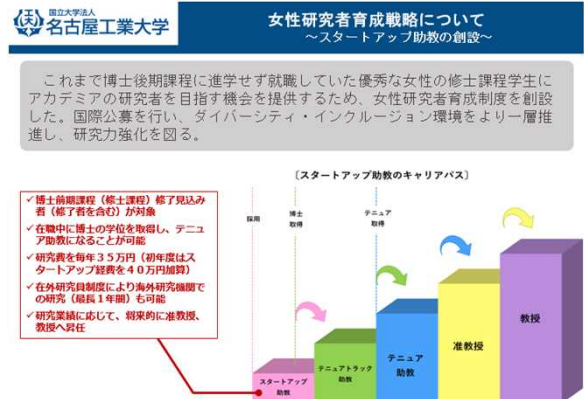 国立大学法人
名古屋工業大学
女性研究者育成戦略について
～スタートアップ助教の創設～
これまで博士後期課程に進学せず就職していた優秀な女性の修士課程学生に
アカデミアの研究者を目指す機会を提供するため、女性研究者育成制度を創設
した。国際公募を行い、ダイバーシティ・インクルージョン環境をより一層推
進し、研究力強化を図る。
〔スタートアップ助教のキャリアパス〕
✓博士前期課程（修士課程）修了見込み
者（修了者を含む）が対象
✓在職中に博士の学位を取得し、テニュ
ア助教になることが可能
✓研究費を毎年３５万円（初年度はス
タートアップ経費を４０万円加算）
✓在外研究員制度により海外研究機関で
の研究（最長１年間）も可能
✓研究業績に応じて、将来的に准教授、
教授へ昇任
採用
博士
取得
テニュア
取得
スタートアップ
助教
テニュアトラック
助教
テニュア
助教
准教授
教授